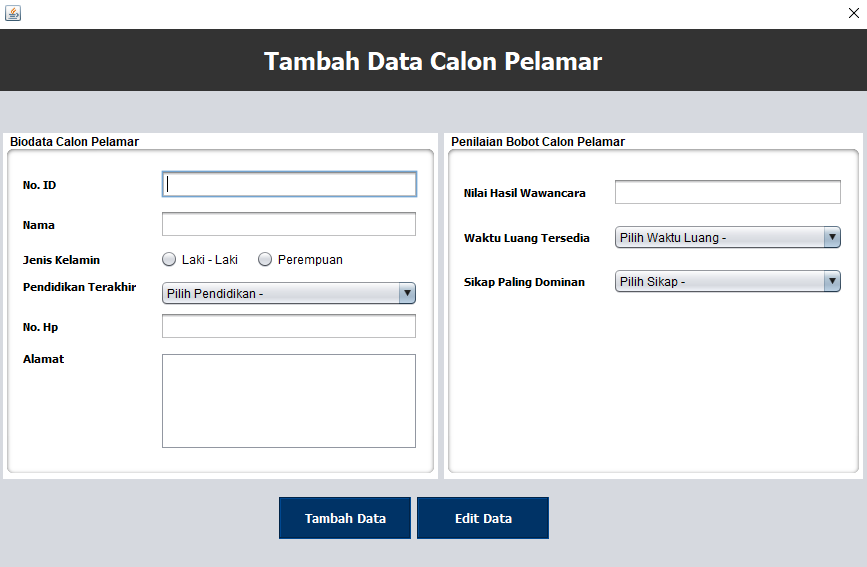 Tambah Data Calon Pelamar
Biodata Calon Pelamar
No. ID
Nama
Jenis Kelamin
Laki - Laki
Perempuan
Pendidikan Terakhir
Pilih Pendidikan -
No. Hp
Alamat
Penilaian Bobot Calon Pelamar
Nilai Hasil Wawancara
Waktu Luang Tersedia
Pilih Waktu Luang -
Sikap Paling Dominan
Pilih Sikap -
Tambah Data
Edit Data